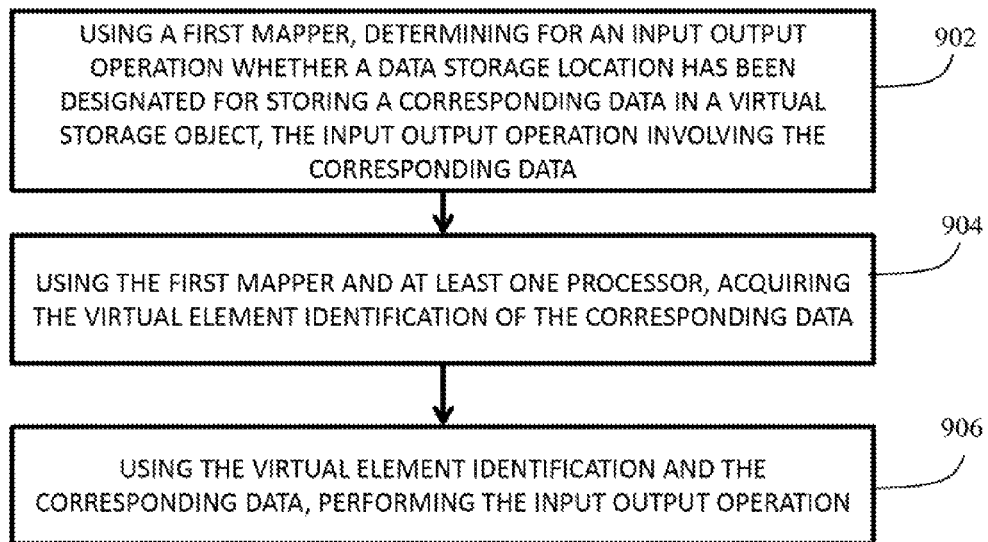 USING A FIRST MAPPER, DETERMINING FOR AN INPUT OUTPUT
OPERATION WHETHER A DATA STORAGE LOCATION HAS BEEN
DESIGNATED FOR STORING A CORRESPONDING DATA IN A VIRTUAL
STORAGE OBJECT, THE INPUT OUTPUT OPERATION INVOLVING THE
CORRESPONDING DATA
902
USING THE FIRST MAPPER AND AT LEAST ONE PROCESSOR, ACQUIRING
THE VIRTUAL ELEMENT IDENTIFICATION OF THE CORRESPONDING DATA
904
USING THE VIRTUAL ELEMENT IDENTIFICATION AND THE
CORRESPONDING DATA, PERFORMING THE INPUT OUTPUT OPERATION
906